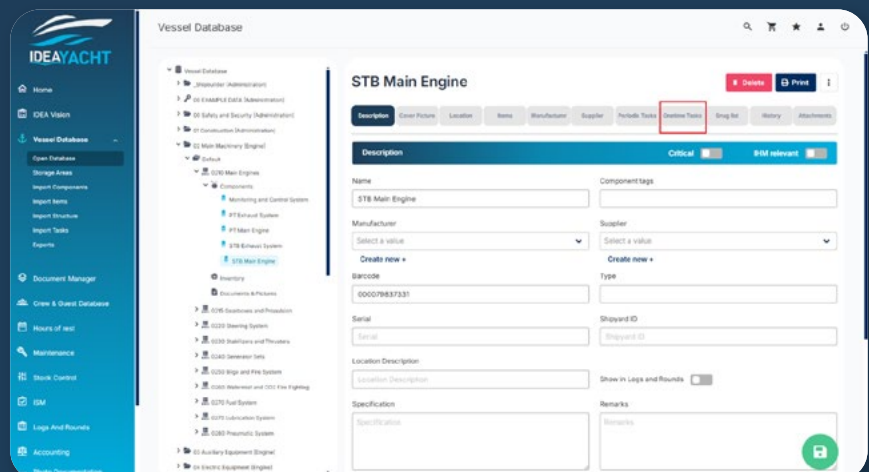 IDEAYACHT
Home
IDEA Vision
Vessel Database
Open Database
Storage Areas
Import Components
Import Items
Import Structure
Import Tasks
Exports
Document Manager
Crew & Guest Database
Hours of rest
Maintenance
Stock Control
ISM
Logs And Rounds
Accounting
Photo Documentation
Vessel Database
Vessel Database
00 EXAMPLE DATA (Administration)
00 Safety and Security (Administration)
01 Construction (Administration)
02 Main Machinery (Engine)
Default
0210 Main Engines
Components
Monitoring and Control System
PT Exhaust System
PT Main Engine
STB Exhaust System
STB Main Engine
Inventory
Documents & Pictures
0215 Gearboxes and Propulsion
0220 Steering System
0230 Stabilizers and Thrusters
0240 Generator Sets
0250 Bilge and Fire System
0260 Watermist and CO2 Fire Fighting
0270 Fuel System
0275 Lubrication System
0280 Pneumatic System
03 Auxiliary Equipment (Engine)
04 Electric Equipment (Engine)
STB Main Engine
Delete
Print
Description Cover Picture Location Items Manufacturer Supplier Periodic Tasks Onetime Tasks Snag list History Attachments
Description Critical IHM relevant
Name Component tags
STB Main Engine
Manufacturer Supplier
Select a value Select a value
Create new + Create new +
Barcode Type
000079837331
Serial Shipyard ID
Serial Shipyard ID
Location Description
Location Description Show in Logs and Rounds
Specification Remarks
Specification Remarks